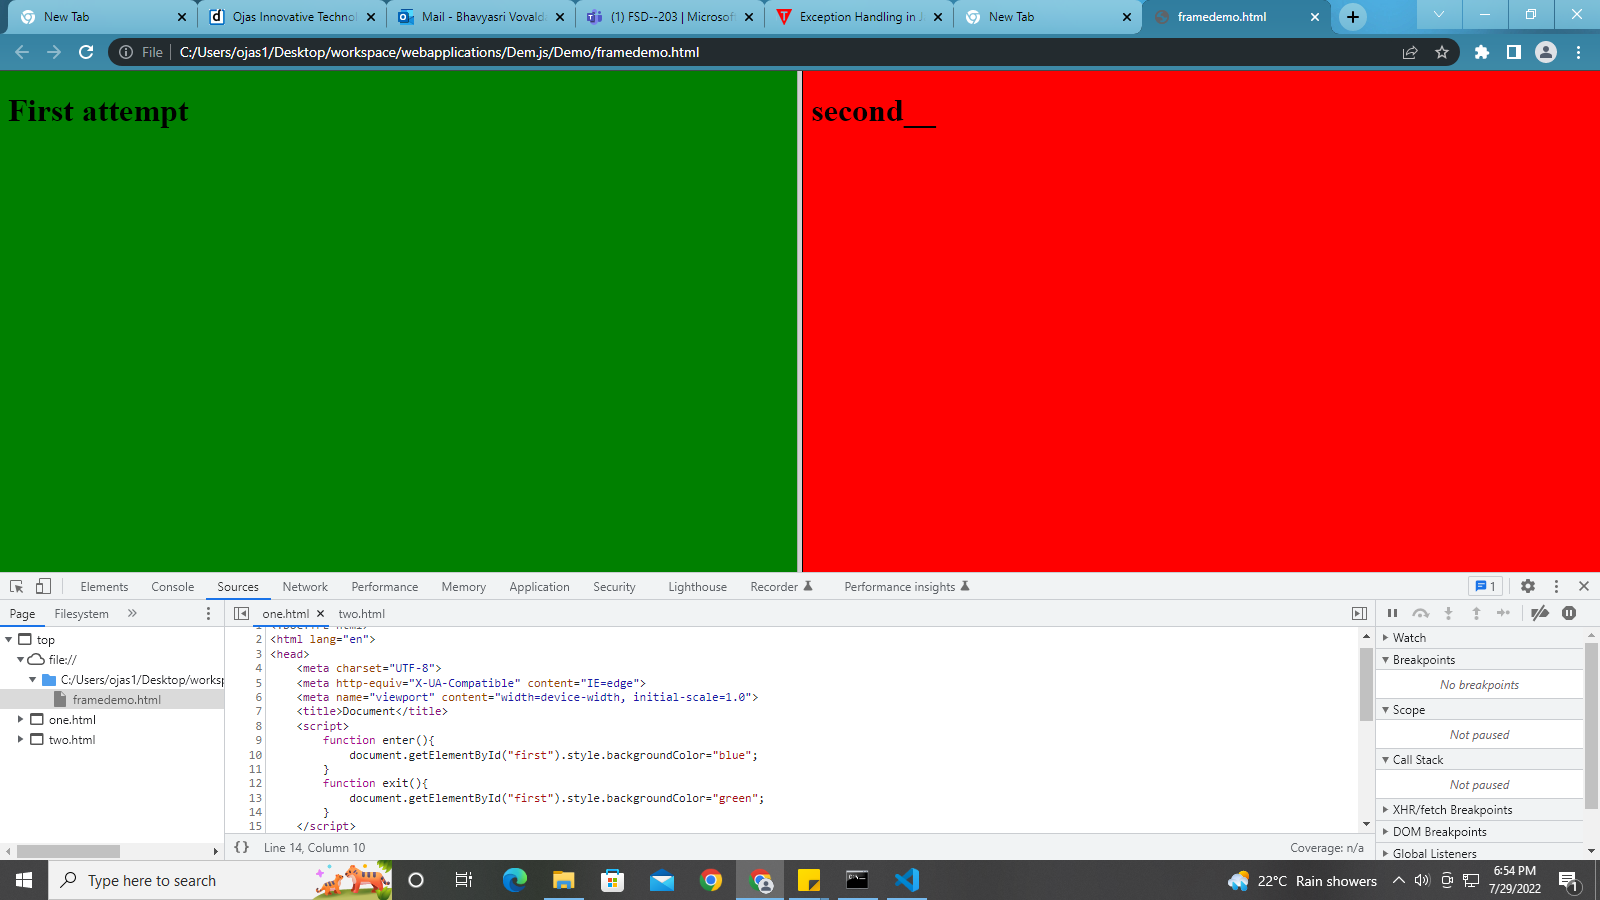 New Tab
Ojas Innovative Technol
Mail - Bhavyasri Vovald
(1) FSD--203 | Microsoft
Exception Handling in J
New Tab
framedemo.html
File
C:/Users/ojas1/Desktop/workspace/webapplications/Dem.js/Demo/framedemo.html
First attempt
second__
Elements Console Sources Network Performance Memory Application Security Lighthouse Recorder Performance insights
1
Page Filesystem
one.html
two.html
top
file://
C:/Users/ojas1/Desktop/worksp
framedemo.html
one.html
two.html
2 <html lang="en">
3 <head>
4 <meta charset="UTF-8">
5 <meta http-equiv="X-UA-Compatible" content="IE=edge">
6 <meta name="viewport" content="width=device-width, initial-scale=1.0">
7 <title>Document</title>
8 <script>
9 function enter(){
10 document.getElementById("first").style.backgroundColor="blue";
11 }
12 function exit(){
13 document.getElementById("first").style.backgroundColor="green";
14 }
15 </script>
{} Line 14, Column 10
Coverage: n/a
Watch
Breakpoints
No breakpoints
Scope
Not paused
Call Stack
Not paused
XHR/fetch Breakpoints
DOM Breakpoints
Global Listeners
Type here to search
22°C Rain showers
6:54 PM
7/29/2022
1